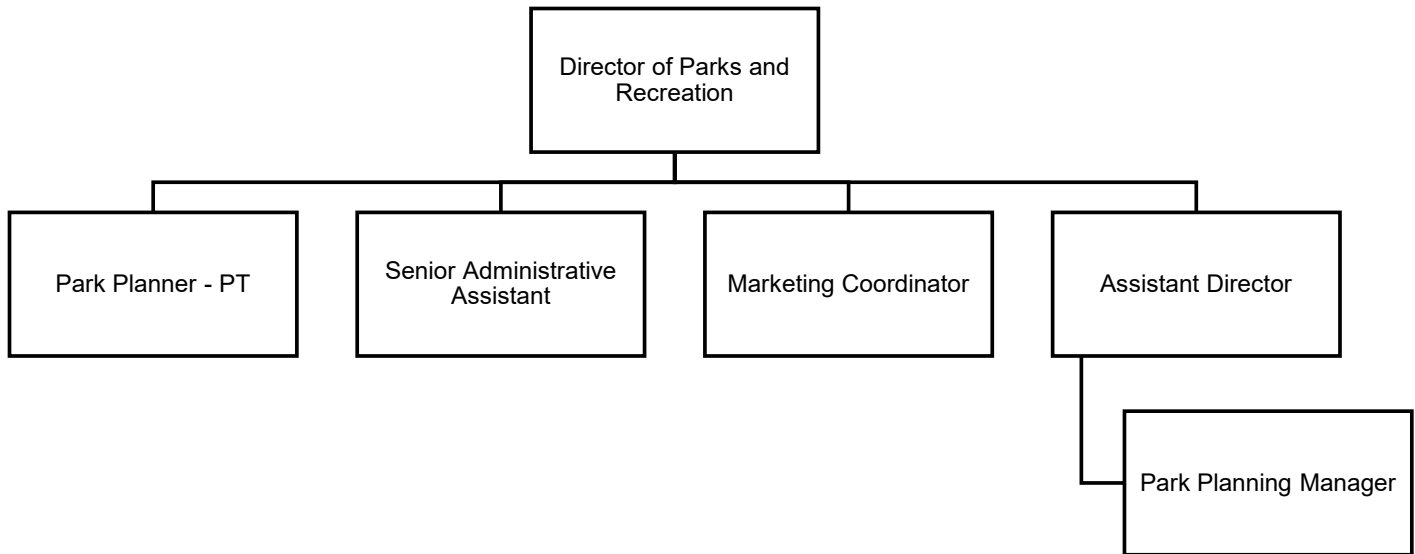 Director of Parks and
Recreation
Park Planner - PT
Senior Administrative
Assistant
Marketing Coordinator
Assistant Director
Park Planning Manager